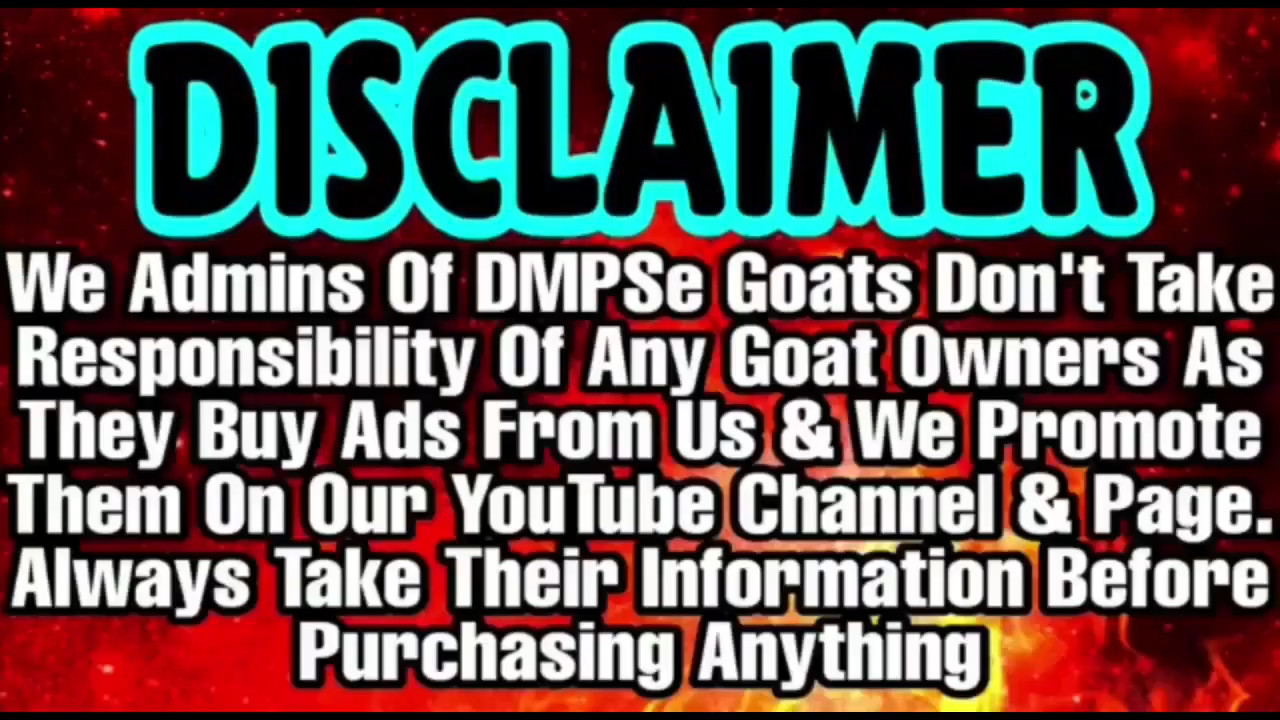 DISCLAIMER
We Admins Of DMPSe Goats Don't Take
Responsibility Of Any Goat Owners As
They Buy Ads From Us & We Promote
Them On Our YouTube Channel & Page.
Always Take Their Information Before
Purchasing Anything